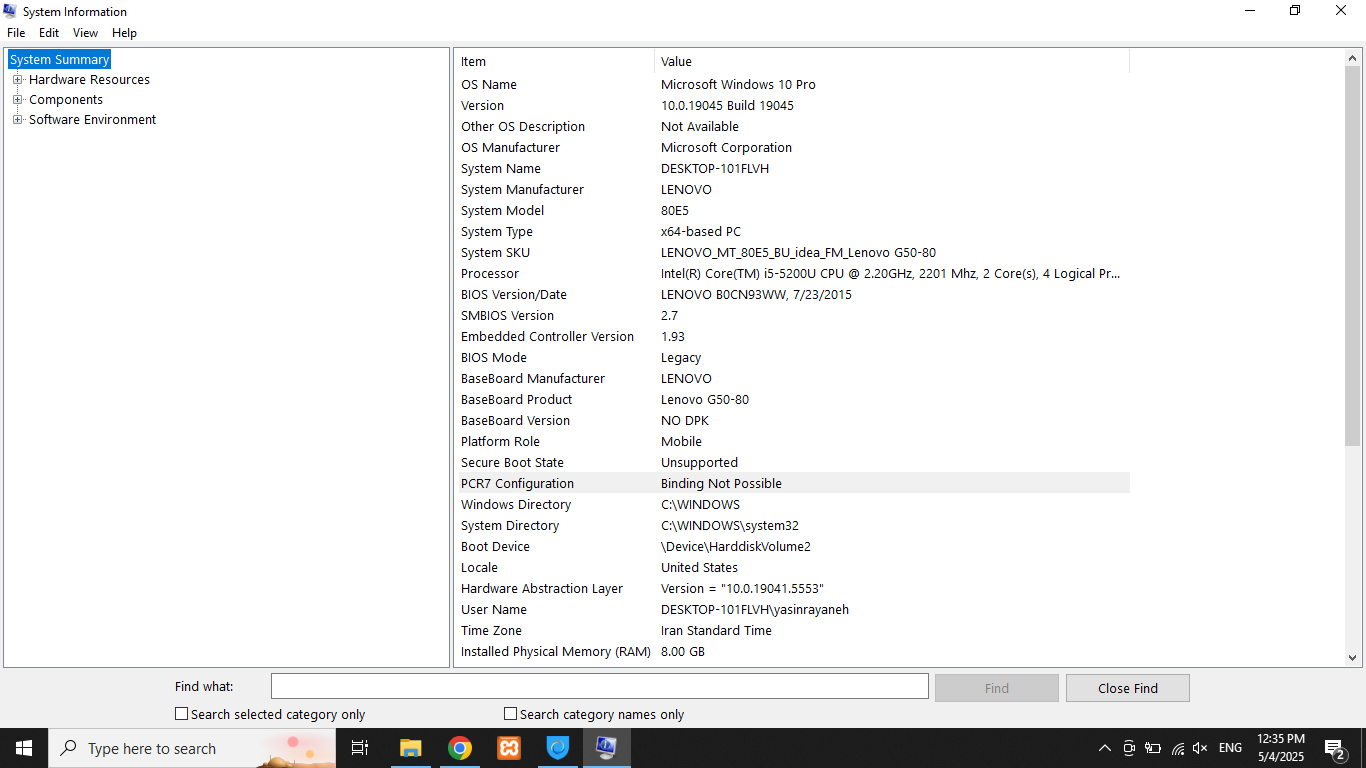 System Information
File Edit View Help
System Summary
Hardware Resources
Components
Software Environment
Item Value
OS Name Microsoft Windows 10 Pro
Version 10.0.19045 Build 19045
Other OS Description Not Available
OS Manufacturer Microsoft Corporation
System Name DESKTOP-101FLVH
System Manufacturer LENOVO
System Model 80E5
System Type x64-based PC
System SKU LENOVO_MT_80E5_BU_idea_FM_Lenovo G50-80
Processor Intel(R) Core(TM) i5-5200U CPU @ 2.20GHz, 2201 Mhz, 2 Core(s), 4 Logical Pr...
BIOS Version/Date LENOVO B0CN93WW, 7/23/2015
SMBIOS Version 2.7
Embedded Controller Version 1.93
BIOS Mode Legacy
BaseBoard Manufacturer LENOVO
BaseBoard Product Lenovo G50-80
BaseBoard Version NO DPK
Platform Role Mobile
Secure Boot State Unsupported
PCR7 Configuration Binding Not Possible
Windows Directory C:\WINDOWS
System Directory C:\WINDOWS\system32
Boot Device \Device\HarddiskVolume2
Locale United States
Hardware Abstraction Layer Version = "10.0.19041.5553"
User Name DESKTOP-101FLVH\yasinrayaneh
Time Zone Iran Standard Time
Installed Physical Memory (RAM) 8.00 GB
Find what: Find Close Find
Search selected category only Search category names only
Type here to search ENG 12:35 PM
5/4/2025 2